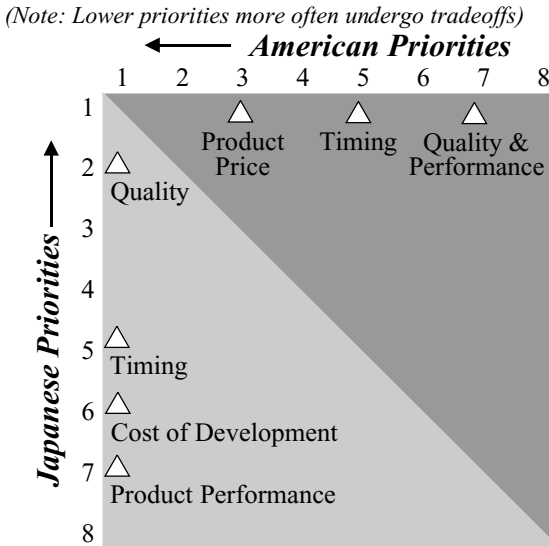 (Note: Lower priorities more often undergo tradeoffs)
American Priorities
1 2 3 4 5 6 7 8
Japanese Priorities
1
Product Price
Timing
Quality & Performance
2
Quality
3
4
5
Timing
6
Cost of Development
7
Product Performance
8